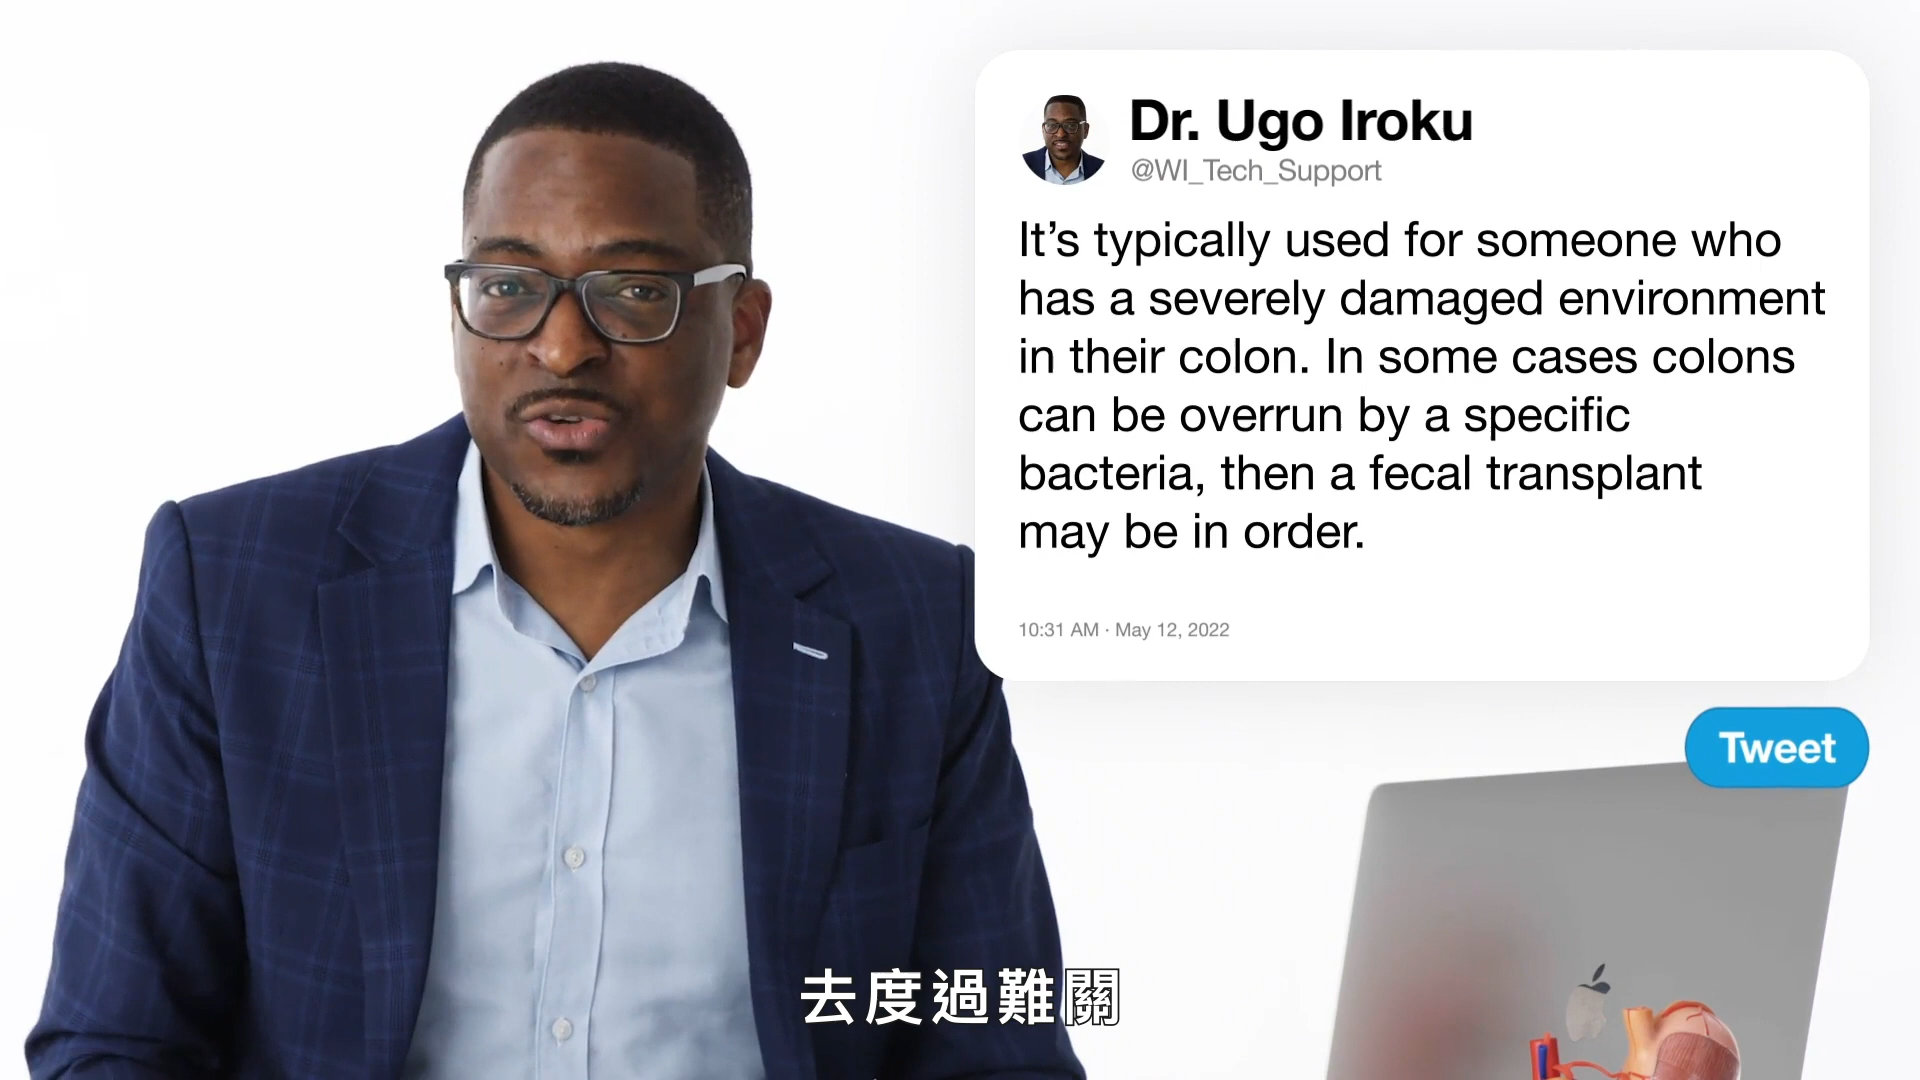 Dr. Ugo Iroku
@WI_Tech_Support
It's typically used for someone who
has a severely damaged environment
in their colon. In some cases colons
can be overrun by a specific
bacteria, then a fecal transplant
may be in order.
10:31 AM · May 12, 2022
Tweet
去度過難關